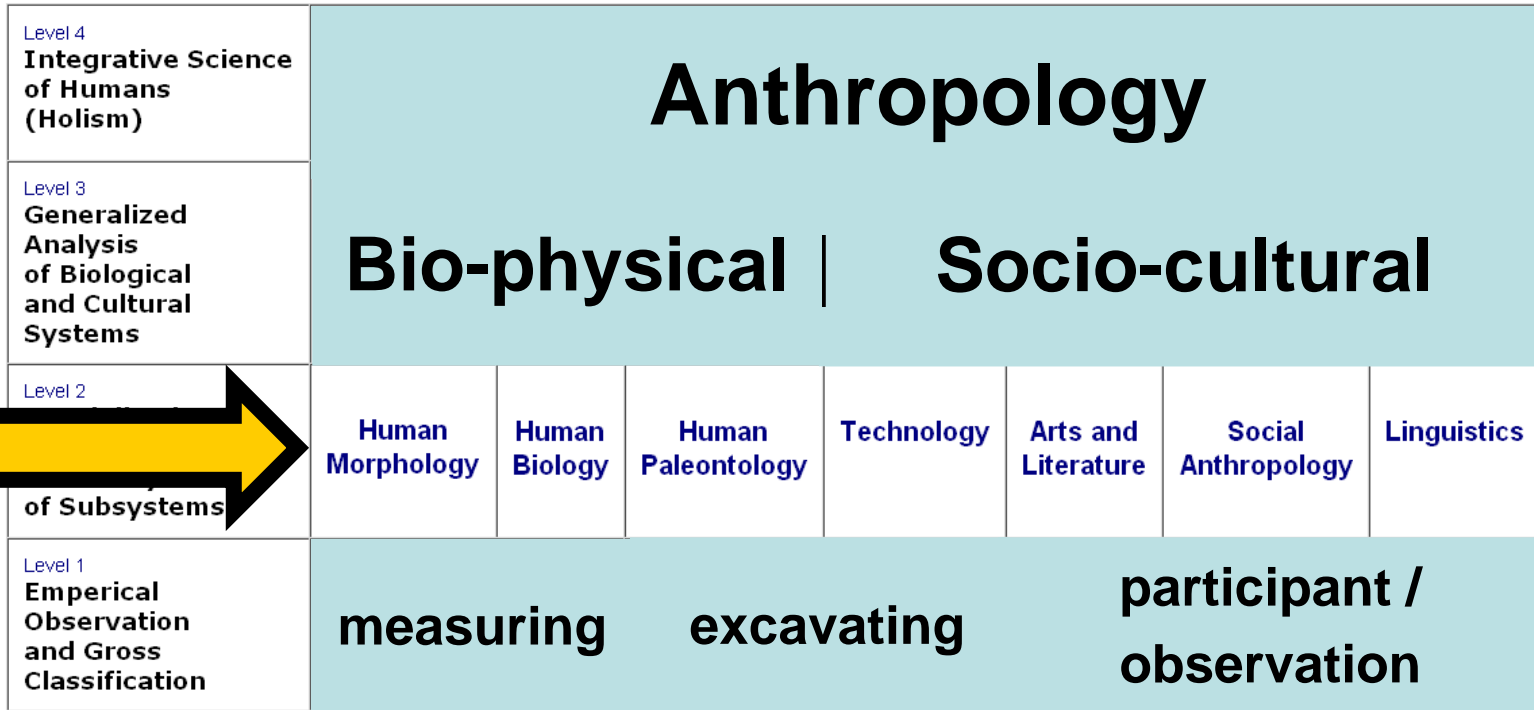 Level 4
Integrative Science
of Humans
(Holism)
Anthropology
Level 3
Generalized
Analysis
of Biological
and Cultural
Systems
Bio-physical | Socio-cultural
Level 2
of Subsystems
Human
Morphology
Human
Biology
Human
Paleontology
Technology
Arts and
Literature
Social
Anthropology
Linguistics
Level 1
Emperical
Observation
and Gross
Classification
measuring
excavating
participant /
observation